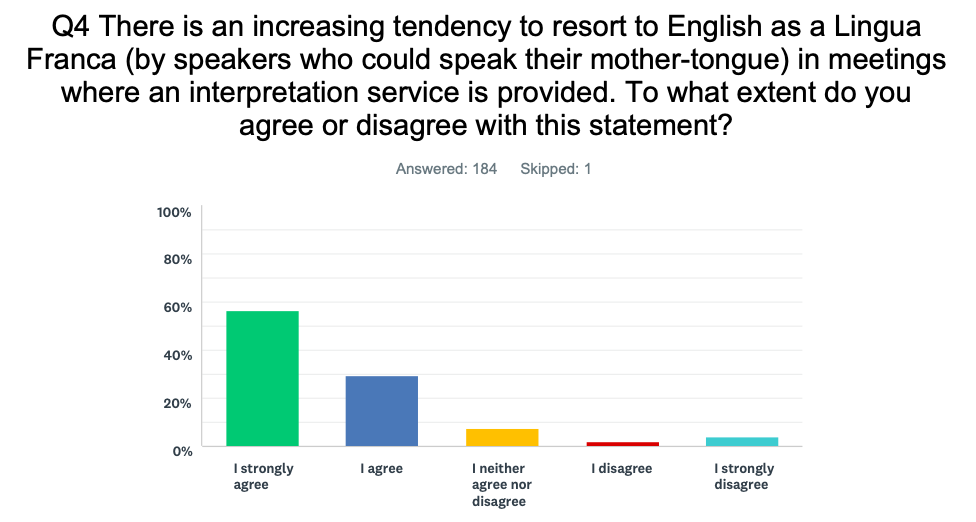 Q4 There is an increasing tendency to resort to English as a Lingua
Franca (by speakers who could speak their mother-tongue) in meetings
where an interpretation service is provided. To what extent do you
agree or disagree with this statement?
Answered: 184 Skipped: 1
100%
80%
60%
40%
20%
0%
I strongly
agree
I agree
I neither
agree nor
disagree
I disagree
I strongly
disagree